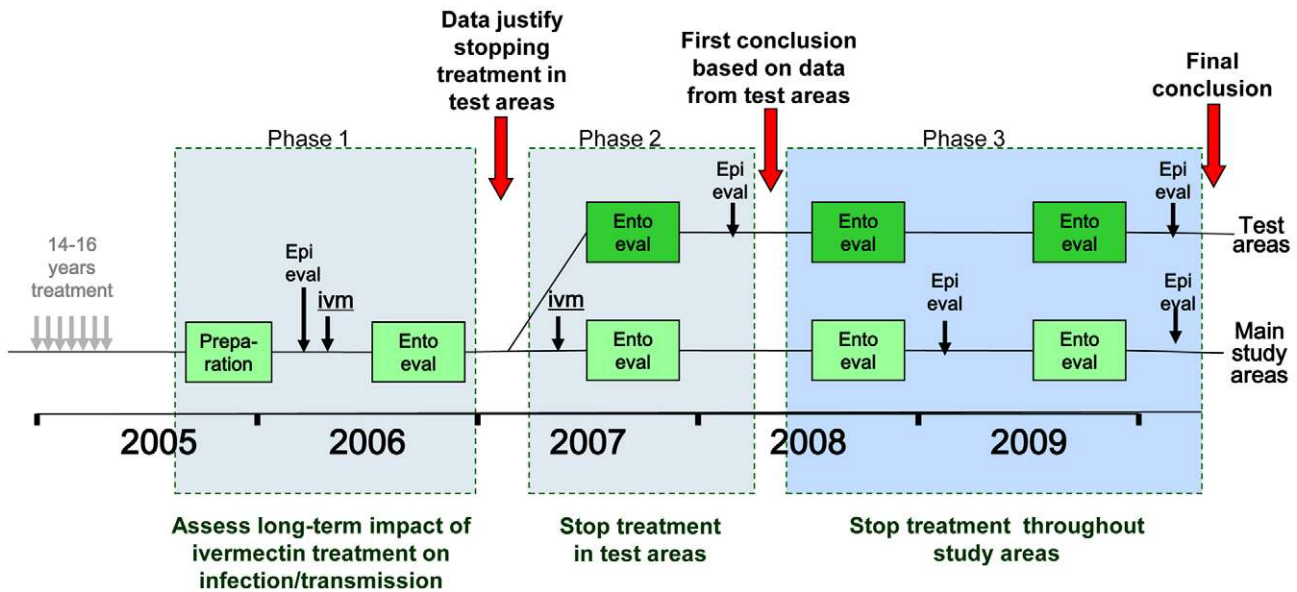 Data justify
stopping
treatment in
test areas
First conclusion
based on data
from test areas
Final
conclusion
Phase 1
Phase 2
Phase 3
14-16
years
treatment
Epi
eval
ivm
Prepa-
ration
Ento
eval
Epi
eval
Ento
eval
ivm
Ento
eval
Ento
eval
Ento
eval
Epi
eval
Test
areas
Epi
eval
Epi
eval
Ento
eval
Ento
eval
Main
study
areas
2005
2006
2007
2008
2009
Assess long-term impact of
ivermectin treatment on
infection/transmission
Stop treatment
in test areas
Stop treatment throughout
study areas